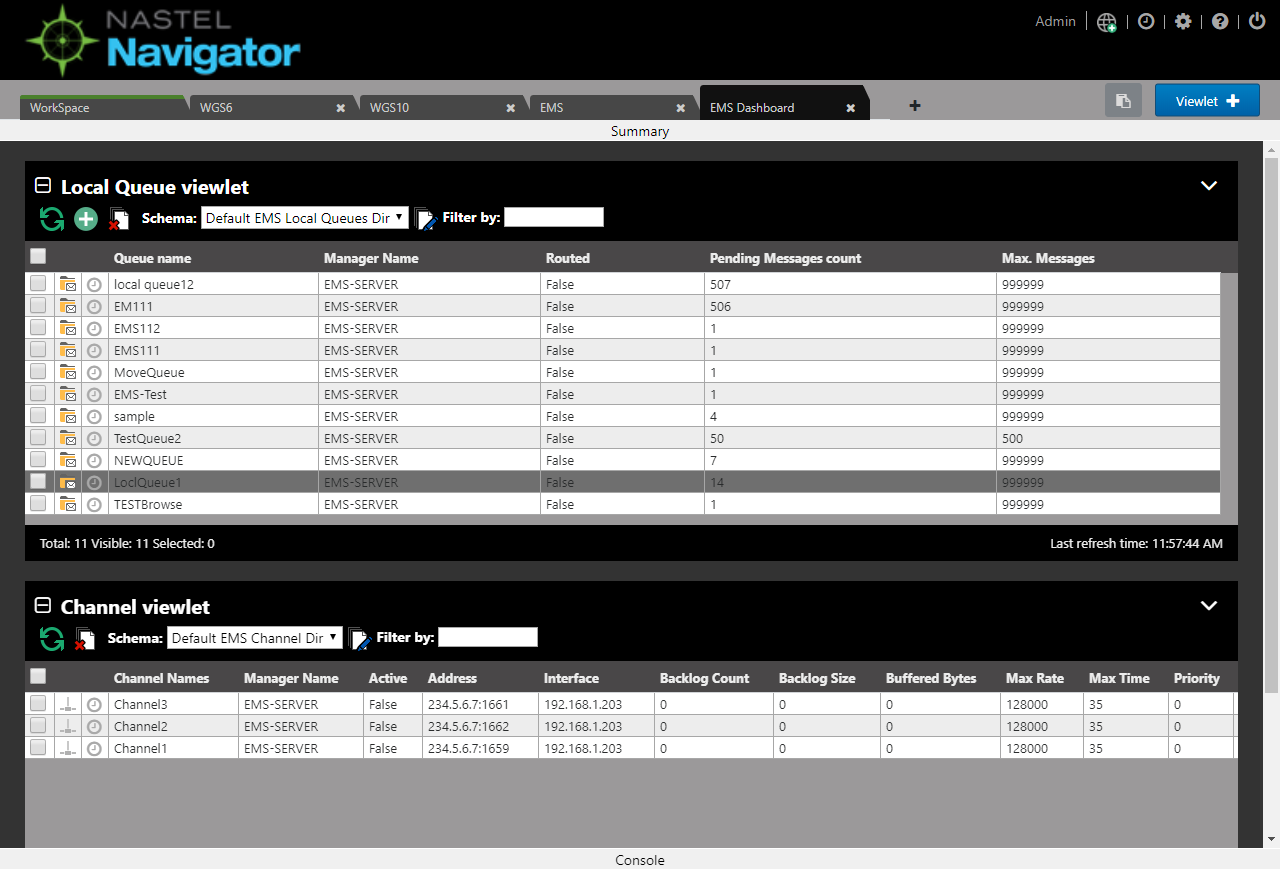 NASTEL
Navigator
Admin
WorkSpace WGS6 WGS10 EMS EMS Dashboard Viewlet
Summary
Local Queue viewlet
Schema: Default EMS Local Queues Dir Filter by:
Queue name Manager Name Routed Pending Messages count Max. Messages
local queue12 EMS-SERVER False 507 999999
EM111 EMS-SERVER False 506 999999
EMS112 EMS-SERVER False 1 999999
EMS111 EMS-SERVER False 1 999999
MoveQueue EMS-SERVER False 1 999999
EMS-Test EMS-SERVER False 1 999999
sample EMS-SERVER False 4 999999
TestQueue2 EMS-SERVER False 50 500
NEWQUEUE EMS-SERVER False 7 999999
LoclQueue1 EMS-SERVER False 14 999999
TESTBrowse EMS-SERVER False 1 999999
Total: 11 Visible: 11 Selected: 0 Last refresh time: 11:57:44 AM
Channel viewlet
Schema: Default EMS Channel Dir Filter by:
Channel Names Manager Name Active Address Interface Backlog Count Backlog Size Buffered Bytes Max Rate Max Time Priority
Channel3 EMS-SERVER False 234.5.6.7:1661 192.168.1.203 0 0 0 128000 35 0
Channel2 EMS-SERVER False 234.5.6.7:1662 192.168.1.203 0 0 0 128000 35 0
Channel1 EMS-SERVER False 234.5.6.7:1659 192.168.1.203 0 0 0 128000 35 0
Console